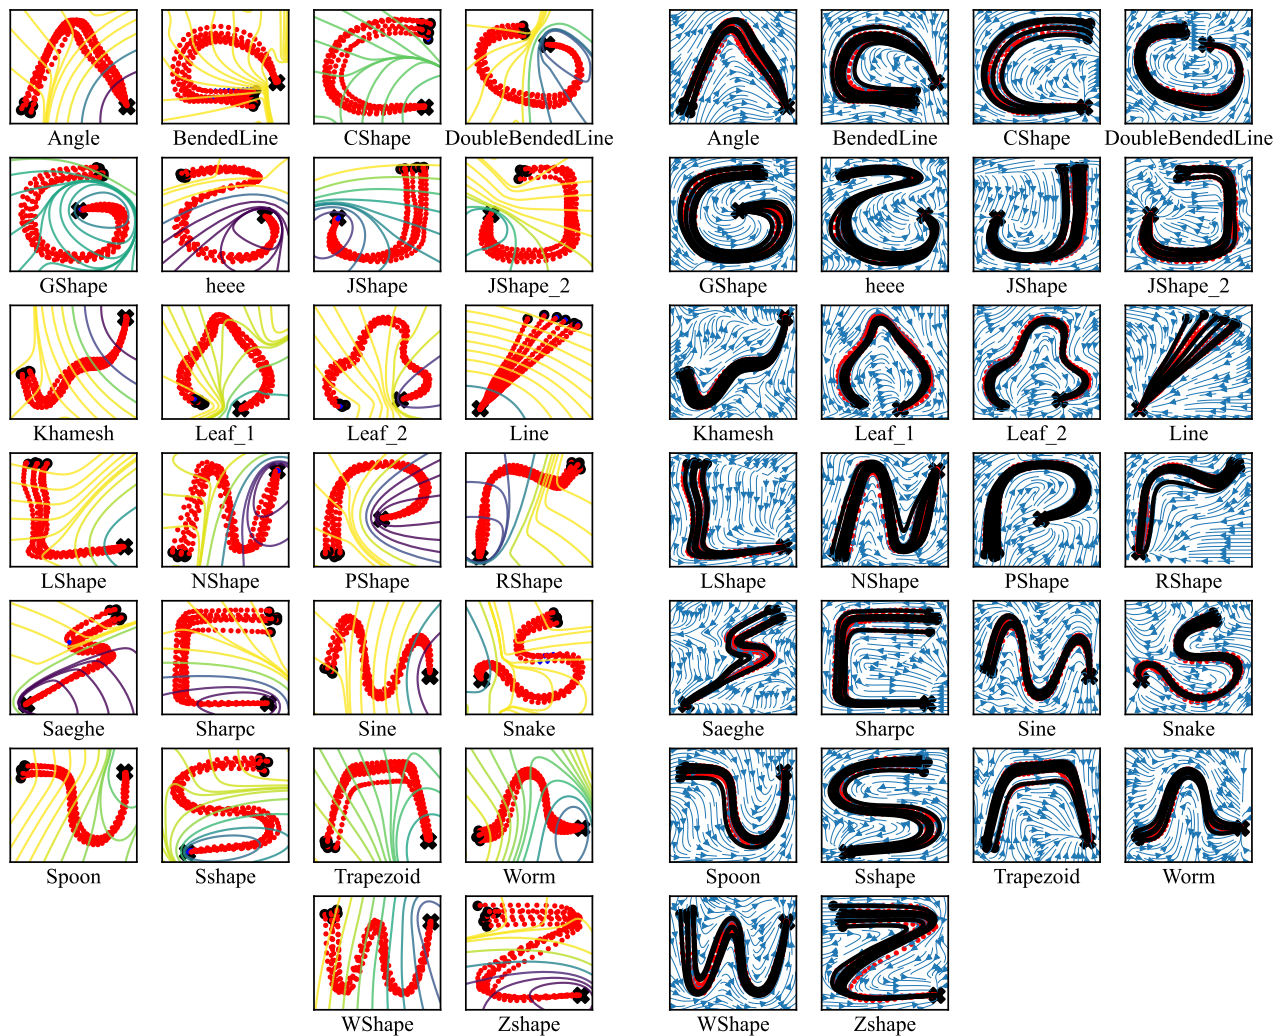 Angle BendedLine CShape DoubleBendedLine Angle BendedLine CShape DoubleBendedLine
GShape heee JShape JShape_2 GShape heee JShape JShape_2
Khamesh Leaf_1 Leaf_2 Line Khamesh Leaf_1 Leaf_2 Line
LShape NShape PShape RShape LShape NShape PShape RShape
Saeghe Sharpc Sine Snake Saeghe Sharpc Sine Snake
Spoon Sshape Trapezoid Worm Spoon Sshape Trapezoid Worm
WShape Zshape WShape Zshape